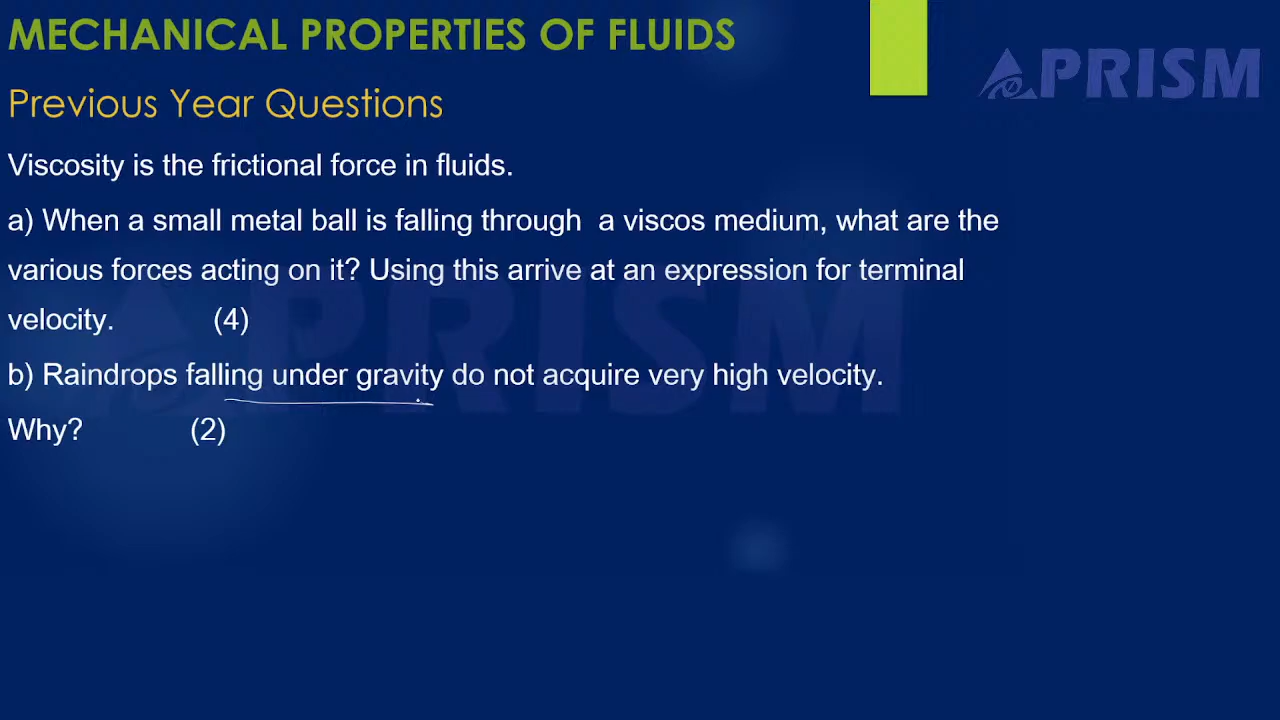 MECHANICAL PROPERTIES OF FLUIDS
PRISM
Previous Year Questions
Viscosity is the frictional force in fluids.
a) When a small metal ball is falling through a viscos medium, what are the
various forces acting on it? Using this arrive at an expression for terminal
velocity. (4)
PRISM
b) Raindrops falling under gravity do not acquire very high velocity.
Why? (2)